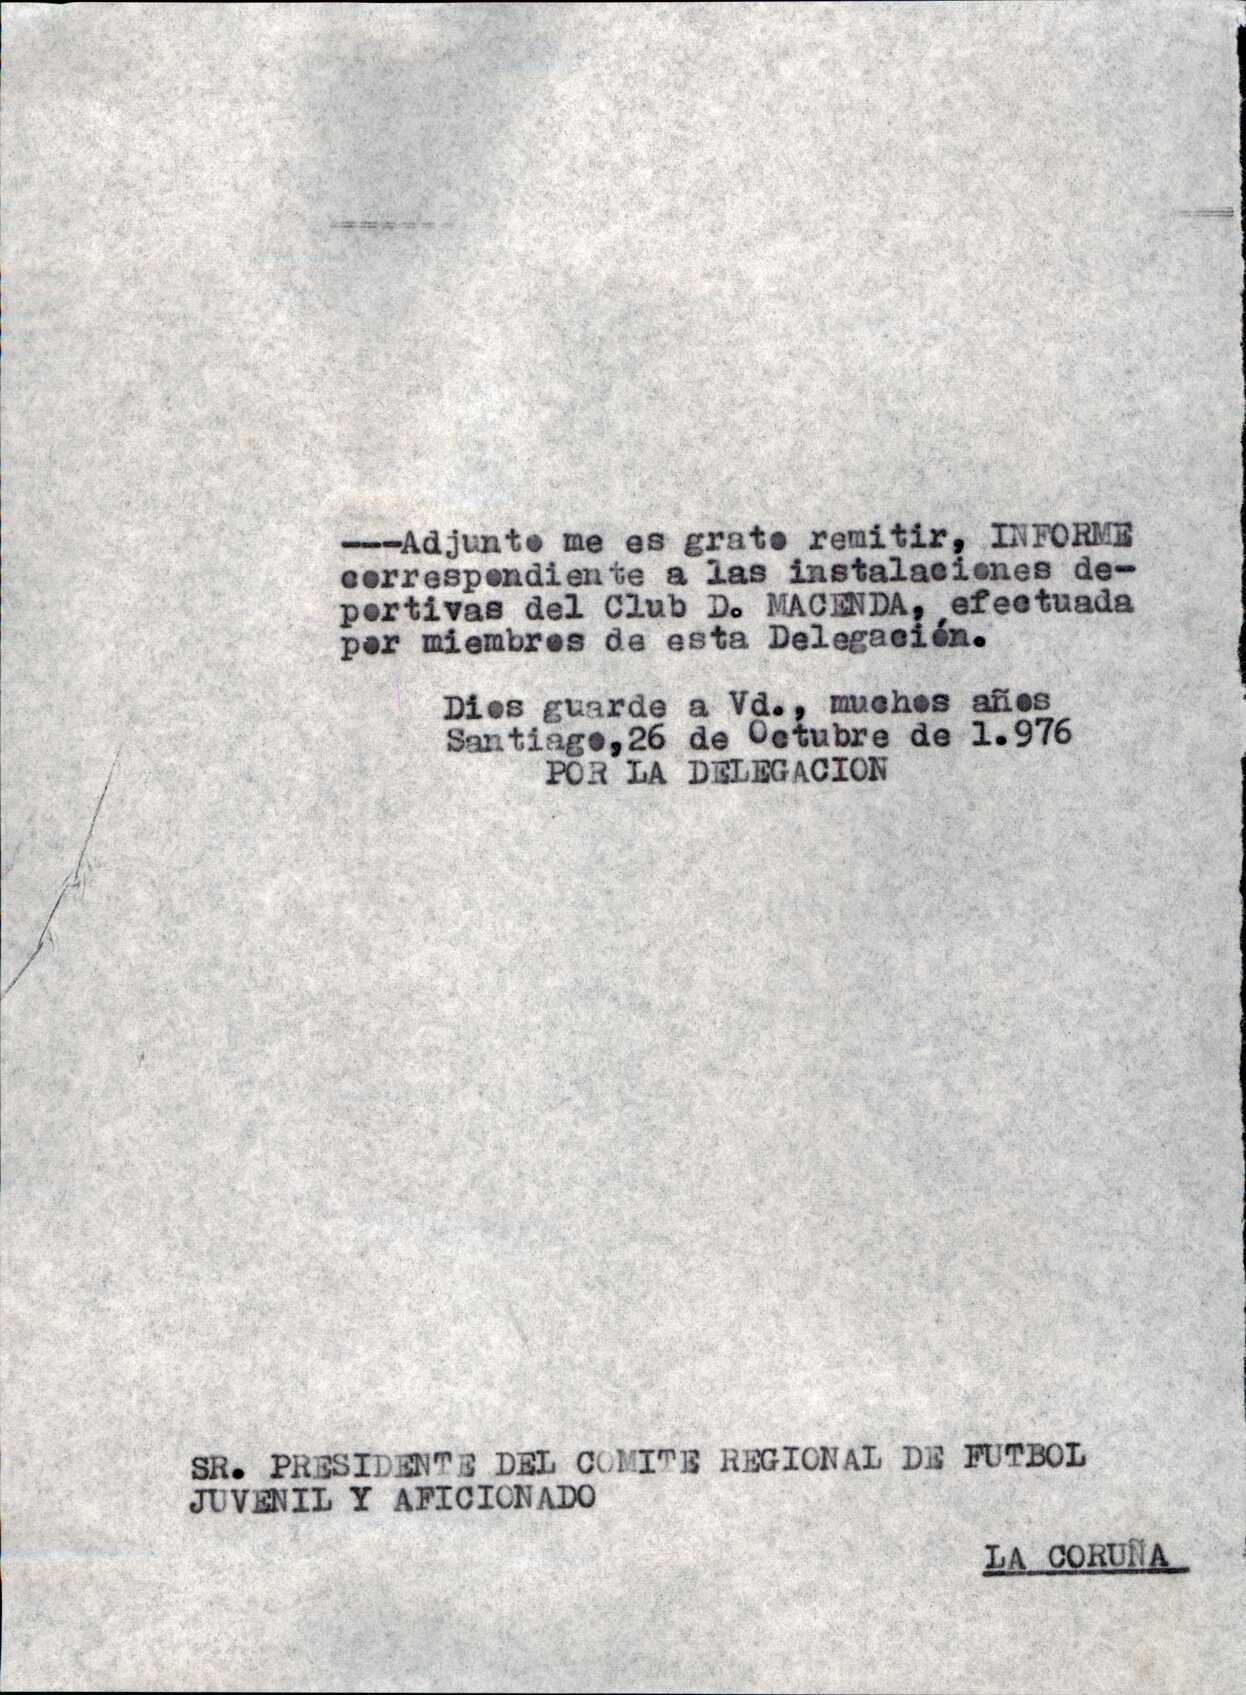 ---Adjunto me es grato remitir, INFORME
correspondiente a las instalaciones de-
portivas del Club D. MACENDA, efectuada
por miembros de esta Delegación.
Dios guarde a Vd., muchos años
Santiago,26 de Octubre de 1.976
POR LA DELEGACION
SR. PRESIDENTE DEL COMITE REGIONAL DE FUTBOL
JUVENIL Y AFICIONADO
LA CORUÑA